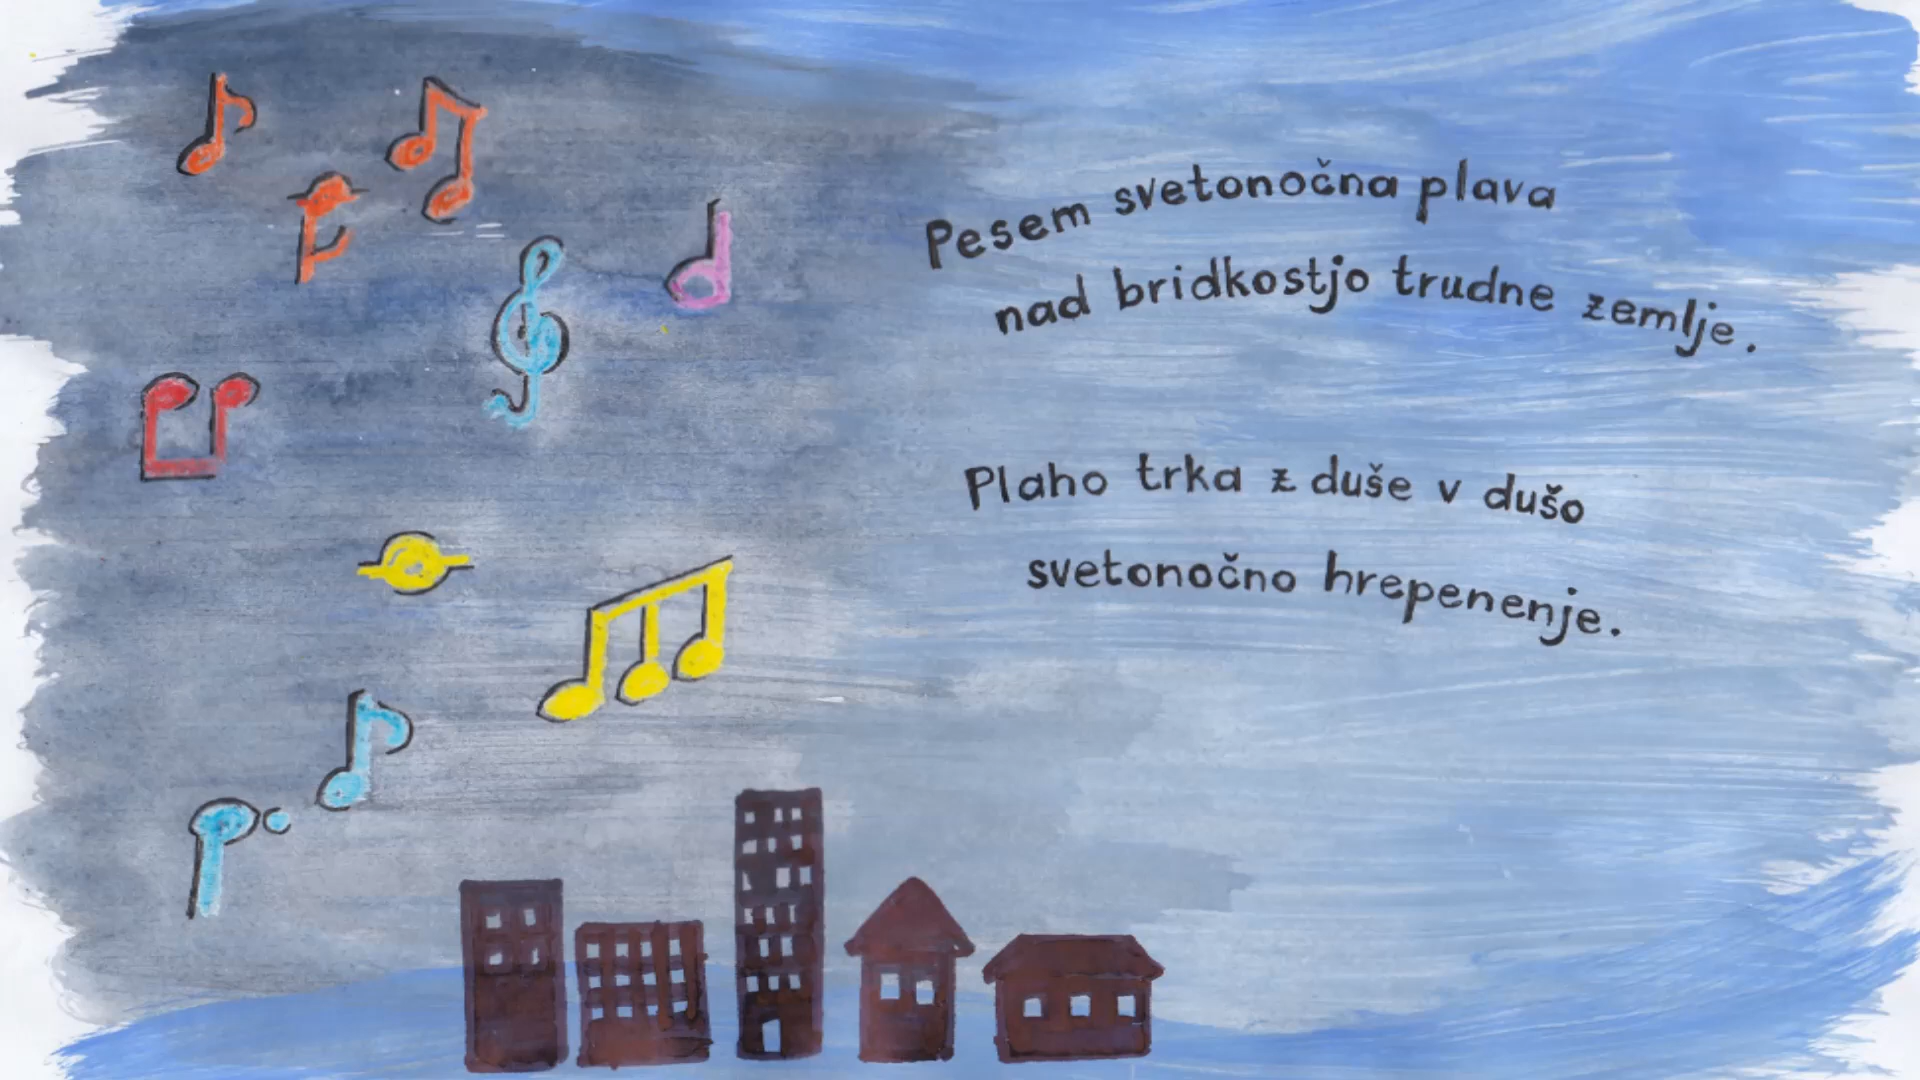 Pesem svetonočna plava
nad bridkostjo trudne zemlje.
Plaho trka z duše v dušo
svetonočno hrepenenje.